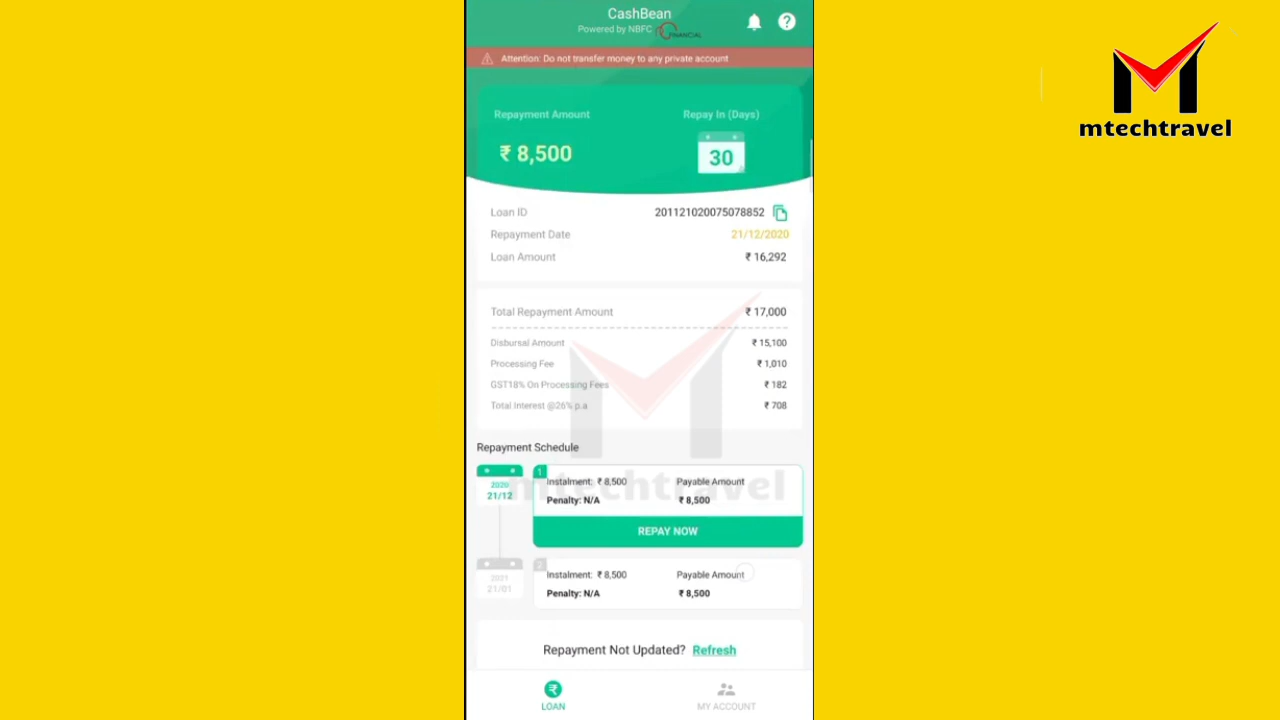 CashBean
Powered by NBFC FINANCIAL
Attention: Do not transfer money to any private account
mtechtravel
Repayment Amount Repay In (Days)
₹ 8,500 30
Loan ID 201121020075078852
Repayment Date 21/12/2020
Loan Amount ₹ 16,292
Total Repayment Amount ₹ 17,000
Disbursal Amount ₹ 15,100
Processing Fee ₹ 1,010
GST18% On Processing Fees ₹ 182
Total Interest @26% p.a ₹ 708
Repayment Schedule
2020
21/12
1
Instalment: ₹ 8,500 Payable Amount
Penalty: N/A ₹ 8,500
mtechtravel
REPAY NOW
2021
21/01
2
Instalment: ₹ 8,500 Payable Amount
Penalty: N/A ₹ 8,500
Repayment Not Updated? Refresh
LOAN MY ACCOUNT